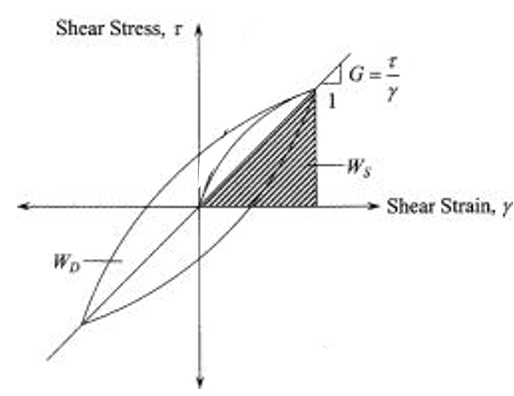 Shear Stress, τ
G = τ/γ
1
W_S
Shear Strain, γ
W_D